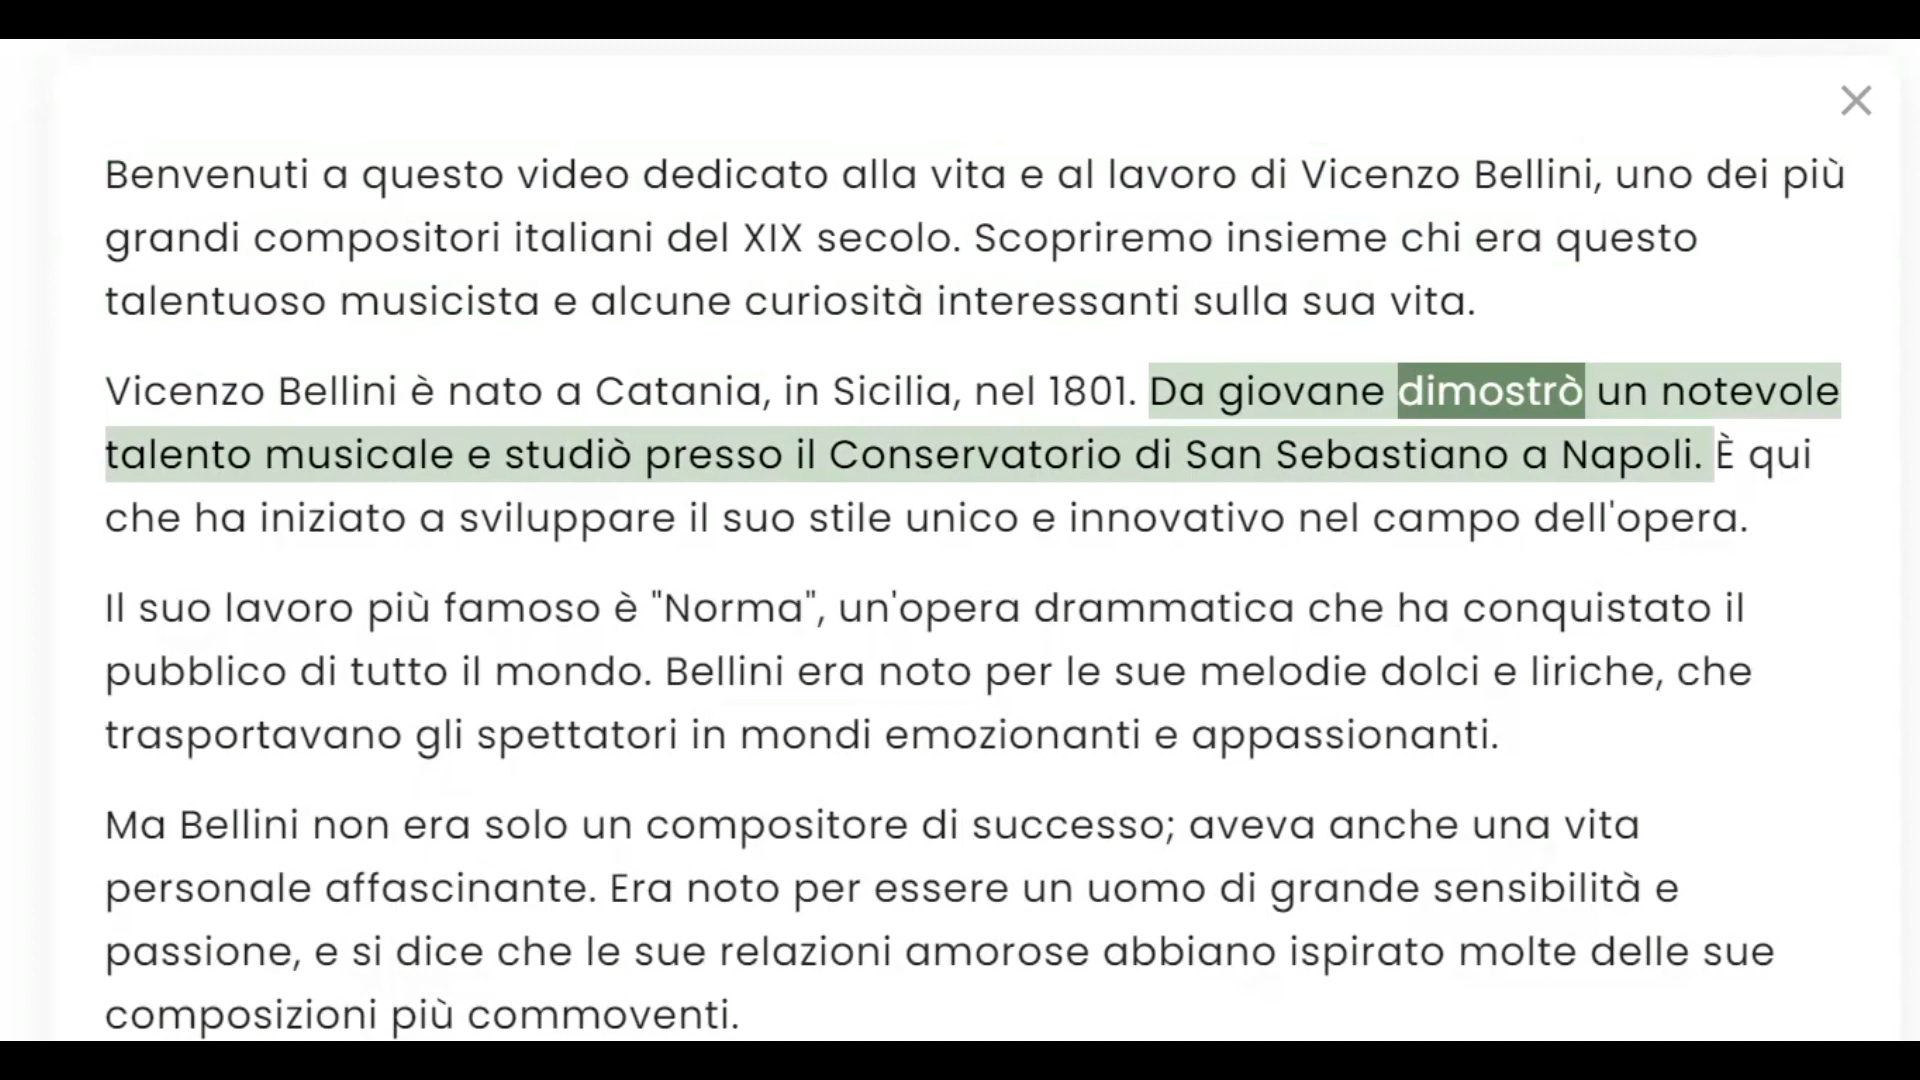 Benvenuti a questo video dedicato alla vita e al lavoro di Vicenzo Bellini, uno dei più
grandi compositori italiani del XIX secolo. Scopriremo insieme chi era questo
talentuoso musicista e alcune curiosità interessanti sulla sua vita.
Vicenzo Bellini è nato a Catania, in Sicilia, nel 1801. Da giovane dimostrò un notevole
talento musicale e studiò presso il Conservatorio di San Sebastiano a Napoli. È qui
che ha iniziato a sviluppare il suo stile unico e innovativo nel campo dell'opera.
Il suo lavoro più famoso è "Norma", un'opera drammatica che ha conquistato il
pubblico di tutto il mondo. Bellini era noto per le sue melodie dolci e liriche, che
trasportavano gli spettatori in mondi emozionanti e appassionanti.
Ma Bellini non era solo un compositore di successo; aveva anche una vita
personale affascinante. Era noto per essere un uomo di grande sensibilità e
passione, e si dice che le sue relazioni amorose abbiano ispirato molte delle sue
composizioni più commoventi.